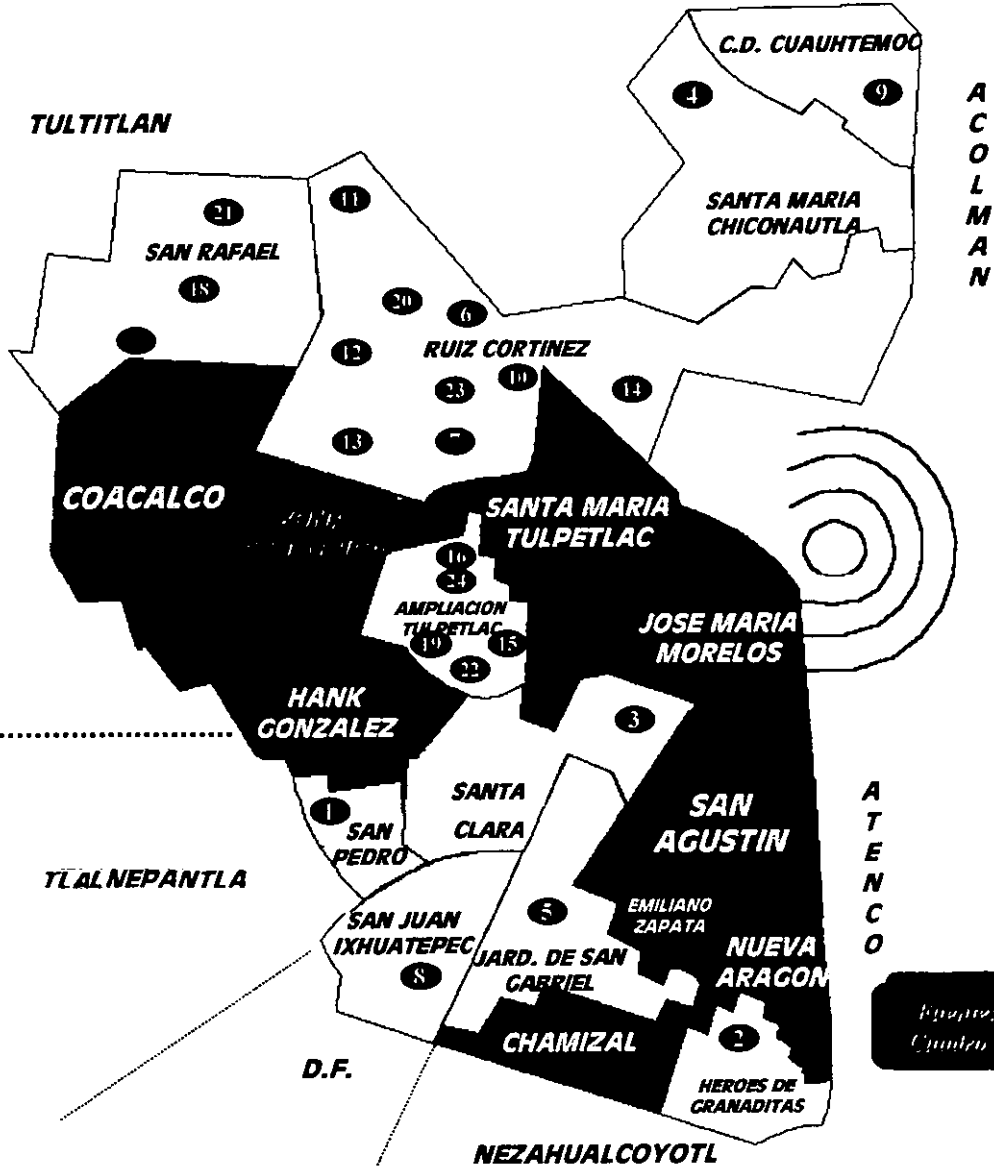 C.D. CUAUHTEMOC
4
9
ACOLMAN
TULTITLAN
11
21
SAN RAFAEL
18
SANTA MARIA
CHICONAUTLA
20
6
12
RUIZ CORTINEZ
10
23
14
13
7
COACALCO
SANTA MARIA
TULPETLAC
16
24
AMPLIACION
TULPETLAC
19
15
22
JOSE MARIA
MORELOS
HANK
GONZALEZ
3
1
SAN
PEDRO
SANTA
CLARA
SAN
AGUSTIN
ATENCO
TLALNEPANTLA
SAN JUAN
IXHUATEPEC
8
5
JARD. DE SAN
GABRIEL
EMILIANO
ZAPATA
NUEVA
ARAGON
CHAMIZAL
2
HEROES DE
GRANADITAS
D.F.
NEZAHUALCOYOTL